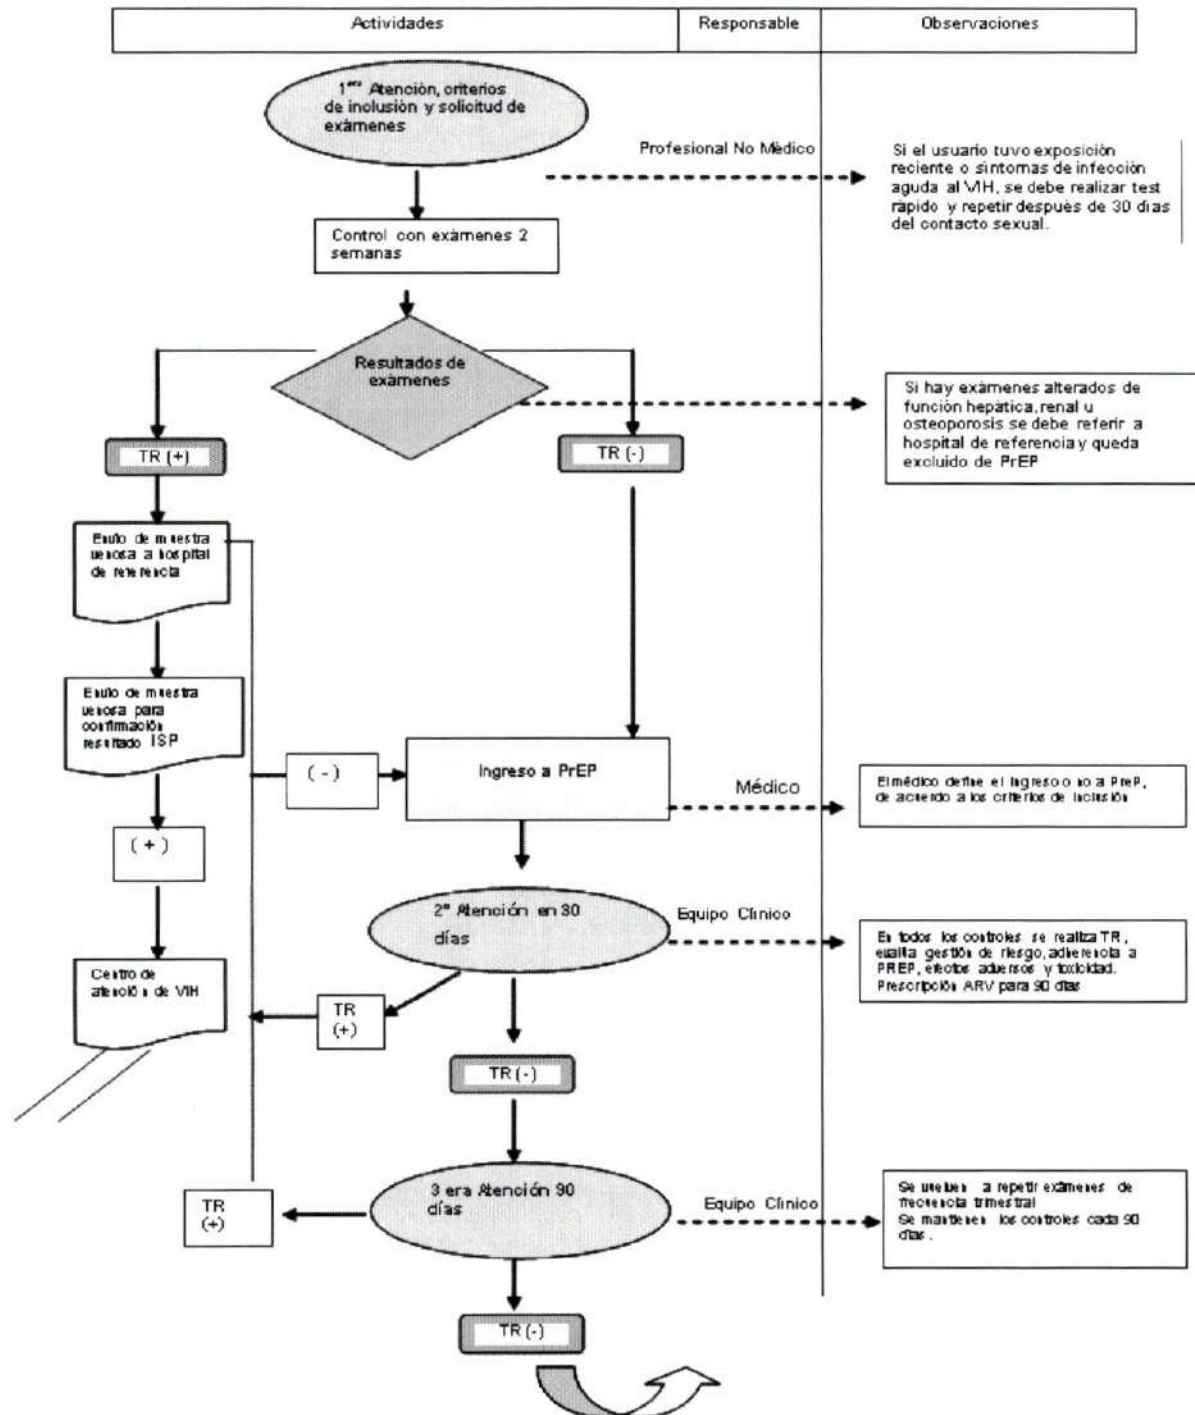 Actividades Responsable Observaciones
1era Atención, criterios
de inclusión y solicitud de
exámenes
Profesional No Médico
Si el usuario tuvo exposición
reciente o síntomas de infección
aguda al VIH, se debe realizar test
rápido y repetir después de 30 días
del contacto sexual.
Control con exámenes 2
semanas
Resultados de
exámenes
Si hay exámenes alterados de
función hepática, renal u
osteoporosis se debe referir a
hospital de referencia y queda
excluido de PrEP
TR (+)
TR (-)
Envío de muestra
venosa a hospital
de referencia
Envío de muestra
venosa para
confirmación
resultado ISP
( - )
Ingreso a PrEP
Médico
El médico define el ingreso o no a PreP,
de acuerdo a los criterios de inclusión
( + )
2ª Atención en 30
días
Equipo Clínico
En todos los controles se realiza TR,
evalúa gestión de riesgo, adherencia a
PREP, efectos adversos y toxicidad.
Prescripción ARV para 90 días
Centro de
atención de VIH
TR
(+)
TR (-)
3 era Atención 90
días
Equipo Clínico
Se vuelven a repetir exámenes de
frecuencia trimestral
Se mantienen los controles cada 90
días.
TR
(+)
TR (-)